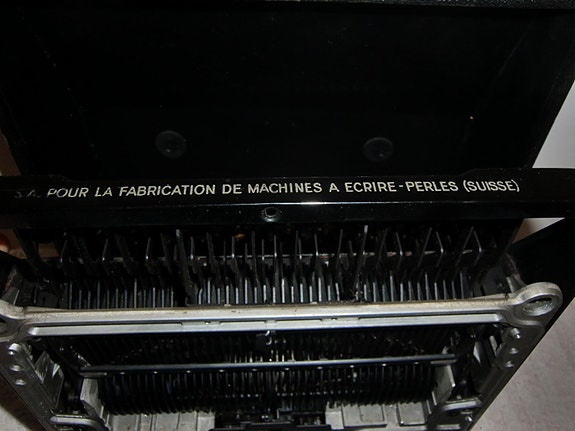 S.A. POUR LA FABRICATION DE MACHINES A ECRIRE-PERLES (SUISSE)